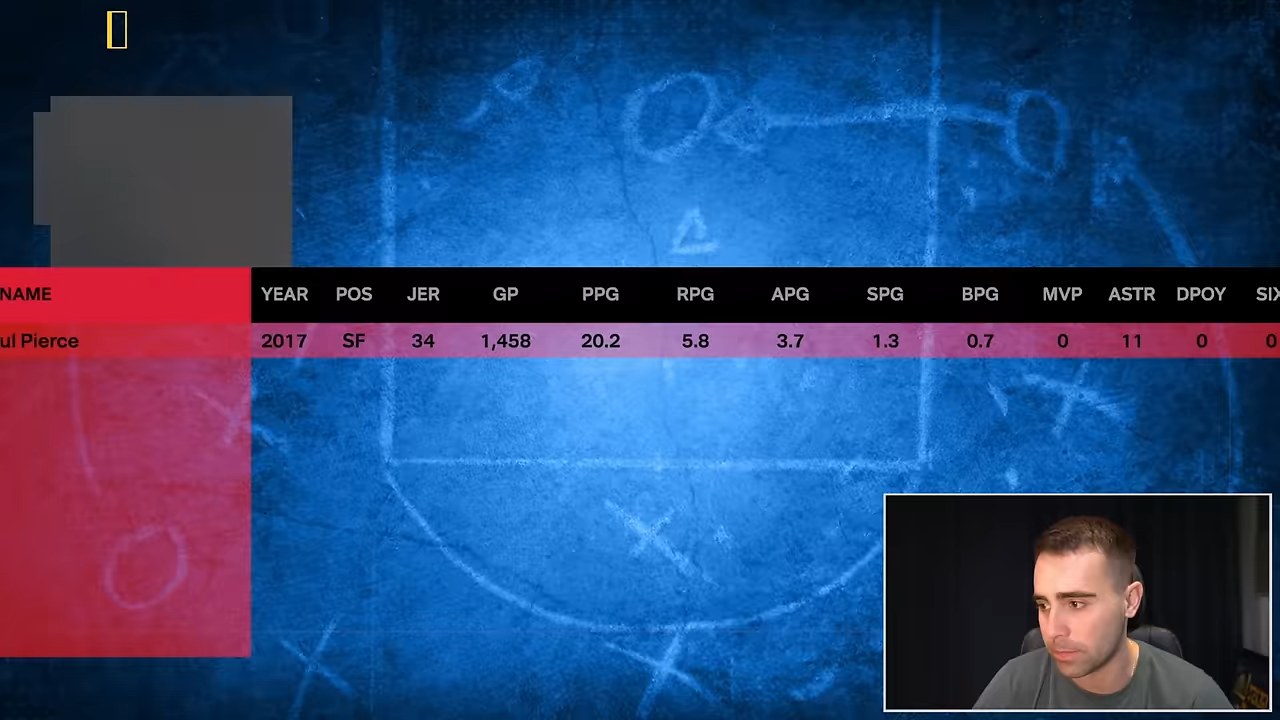 NAME YEAR POS JER GP PPG RPG APG SPG BPG MVP ASTR DPOY SIX
ul Pierce 2017 SF 34 1,458 20.2 5.8 3.7 1.3 0.7 0 11 0 0